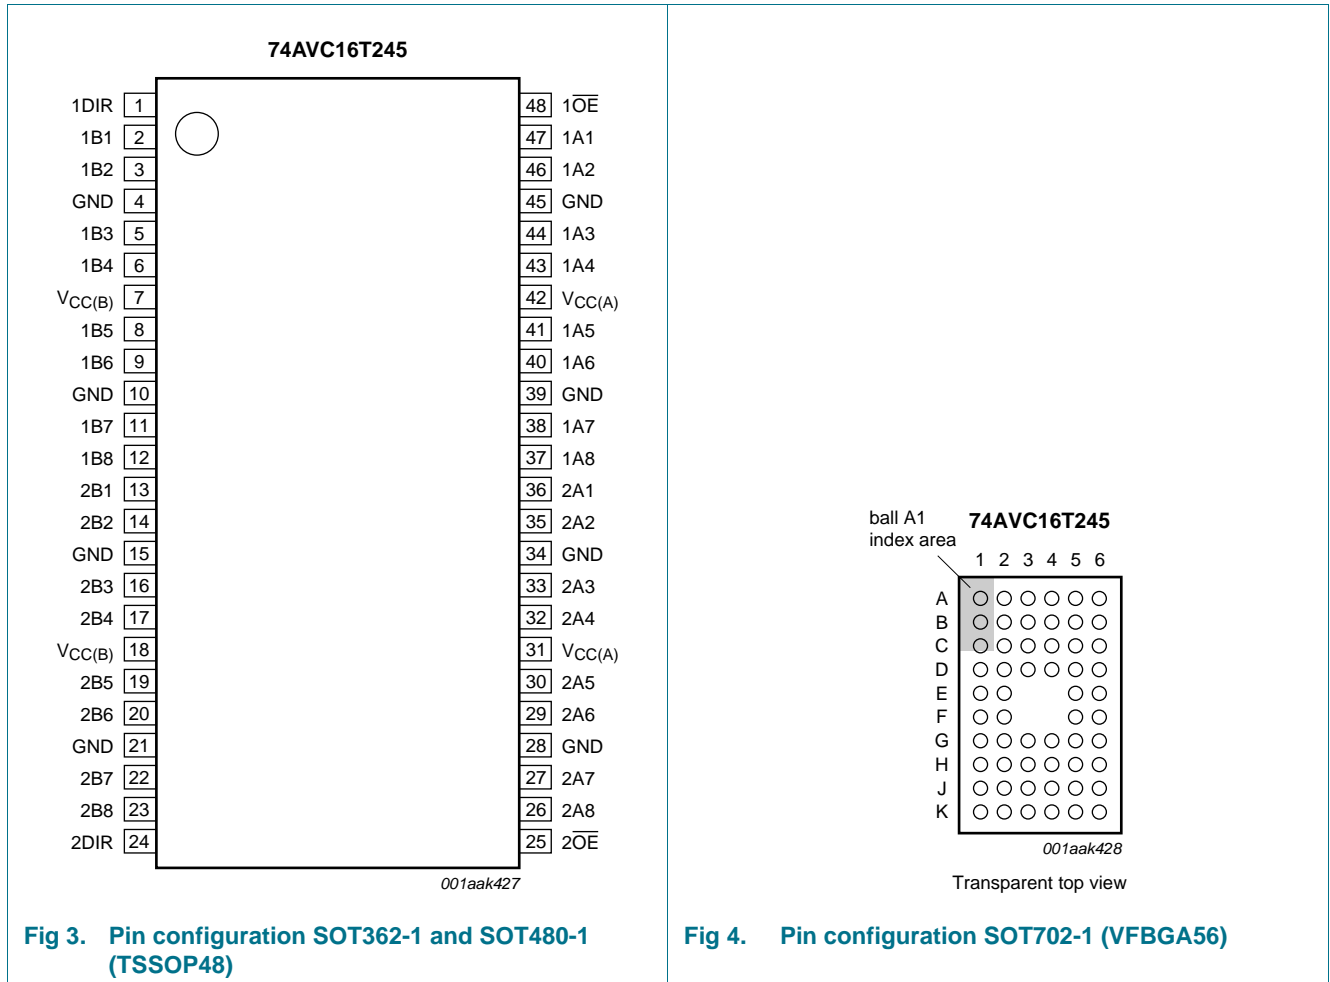 74AVC16T245
1DIR 1 48 1OE
1B1 2 47 1A1
1B2 3 46 1A2
GND 4 45 GND
1B3 5 44 1A3
1B4 6 43 1A4
VCC(B) 7 42 VCC(A)
1B5 8 41 1A5
1B6 9 40 1A6
GND 10 39 GND
1B7 11 38 1A7
1B8 12 37 1A8
2B1 13 36 2A1
2B2 14 35 2A2
GND 15 34 GND
2B3 16 33 2A3
2B4 17 32 2A4
VCC(B) 18 31 VCC(A)
2B5 19 30 2A5
2B6 20 29 2A6
GND 21 28 GND
2B7 22 27 2A7
2B8 23 26 2A8
2DIR 24 25 2OE
001aak427
Fig 3. Pin configuration SOT362-1 and SOT480-1
(TSSOP48)
ball A1
index area
74AVC16T245
1 2 3 4 5 6
A
B
C
D
E
F
G
H
J
K
001aak428
Transparent top view
Fig 4. Pin configuration SOT702-1 (VFBGA56)